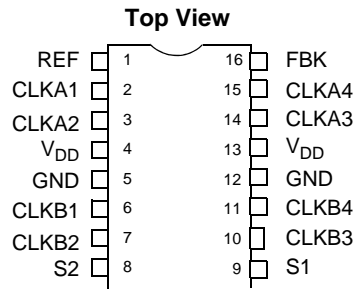 Top View
REF 1 16 FBK
CLKA1 2 15 CLKA4
CLKA2 3 14 CLKA3
VDD 4 13 VDD
GND 5 12 GND
CLKB1 6 11 CLKB4
CLKB2 7 10 CLKB3
S2 8 9 S1